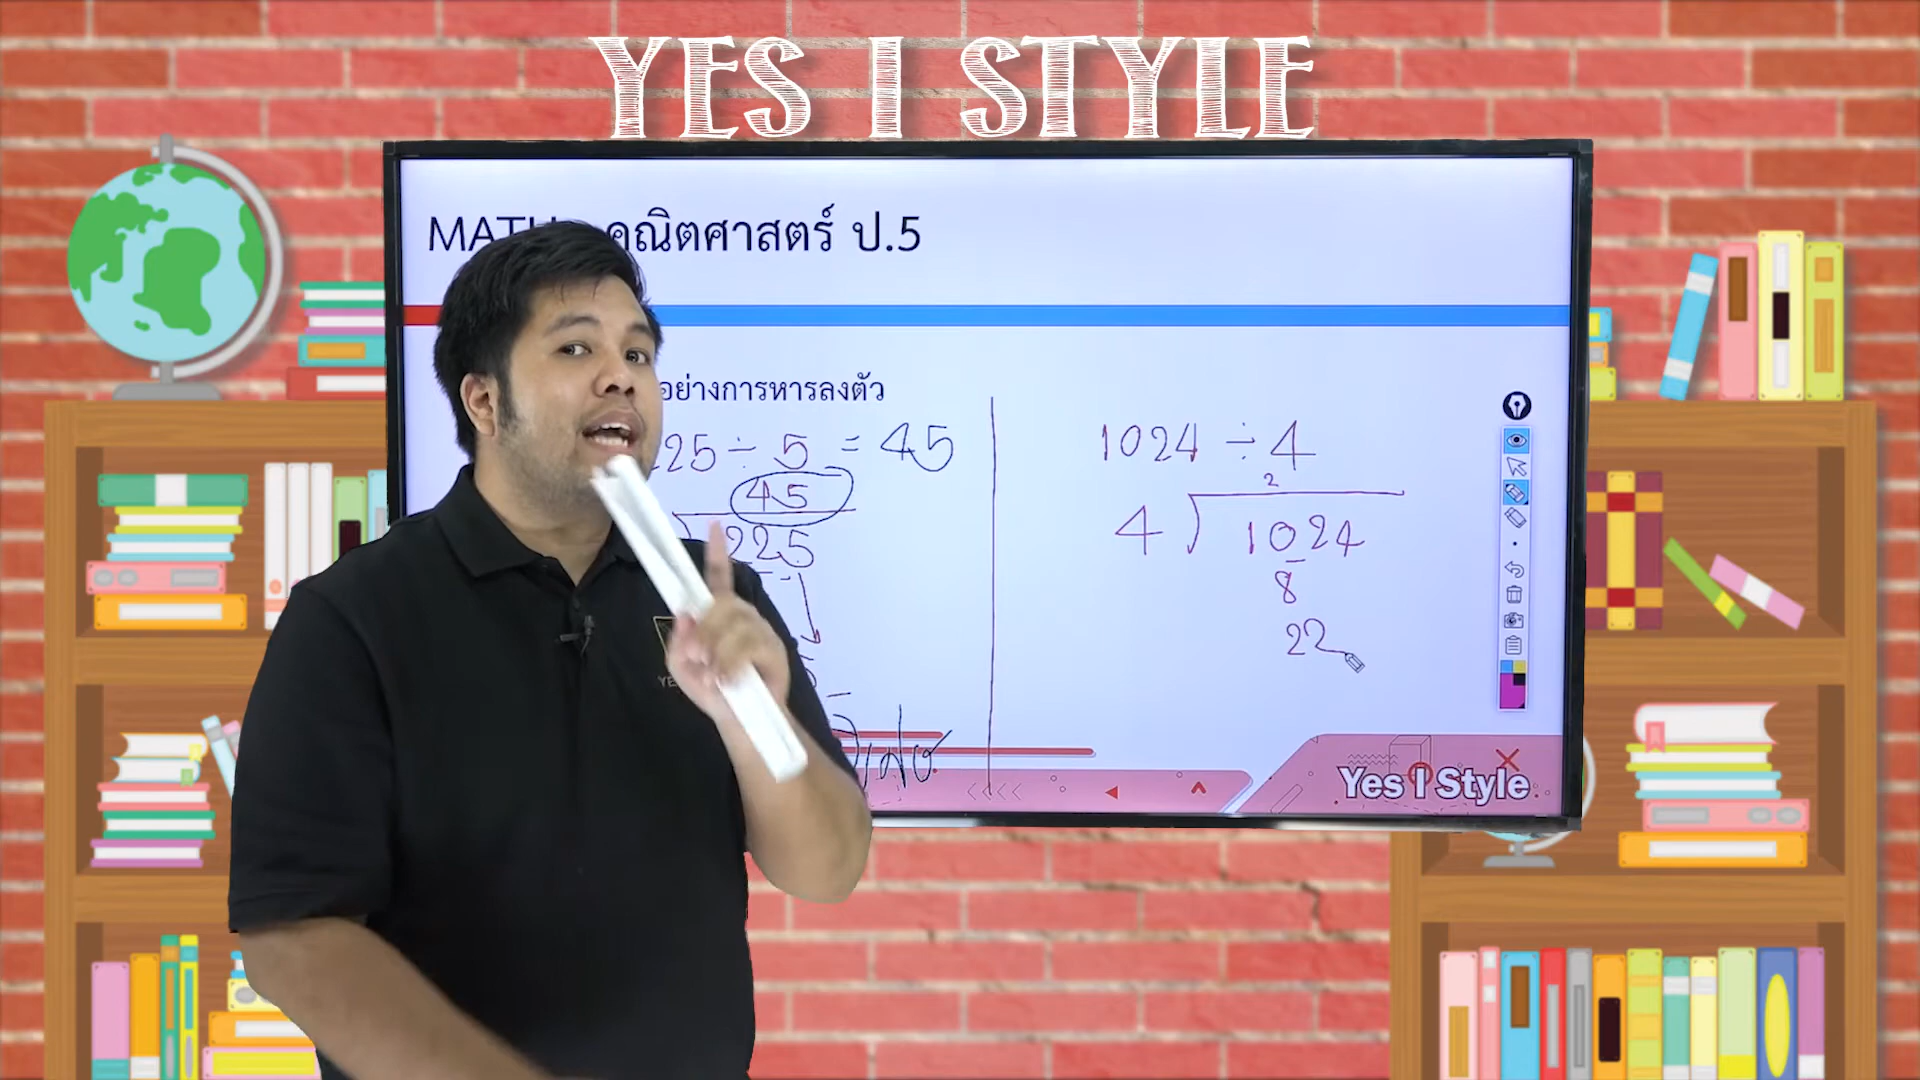 YES I STYLE
MATH คณิตศาสตร์ ป.5
อย่างการหารลงตัว
25 ÷ 5 = 45
45
225
1024 ÷ 4
2
4 1024
8
22
Yes I Style